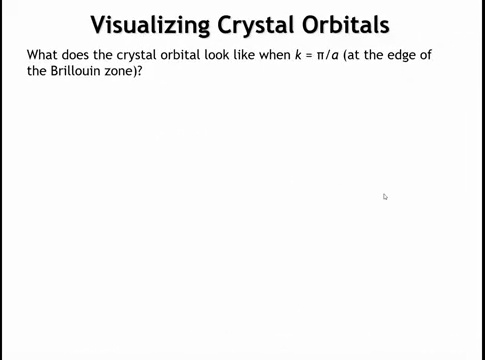 Visualizing Crystal Orbitals
What does the crystal orbital look like when k = π/a (at the edge of
the Brillouin zone)?